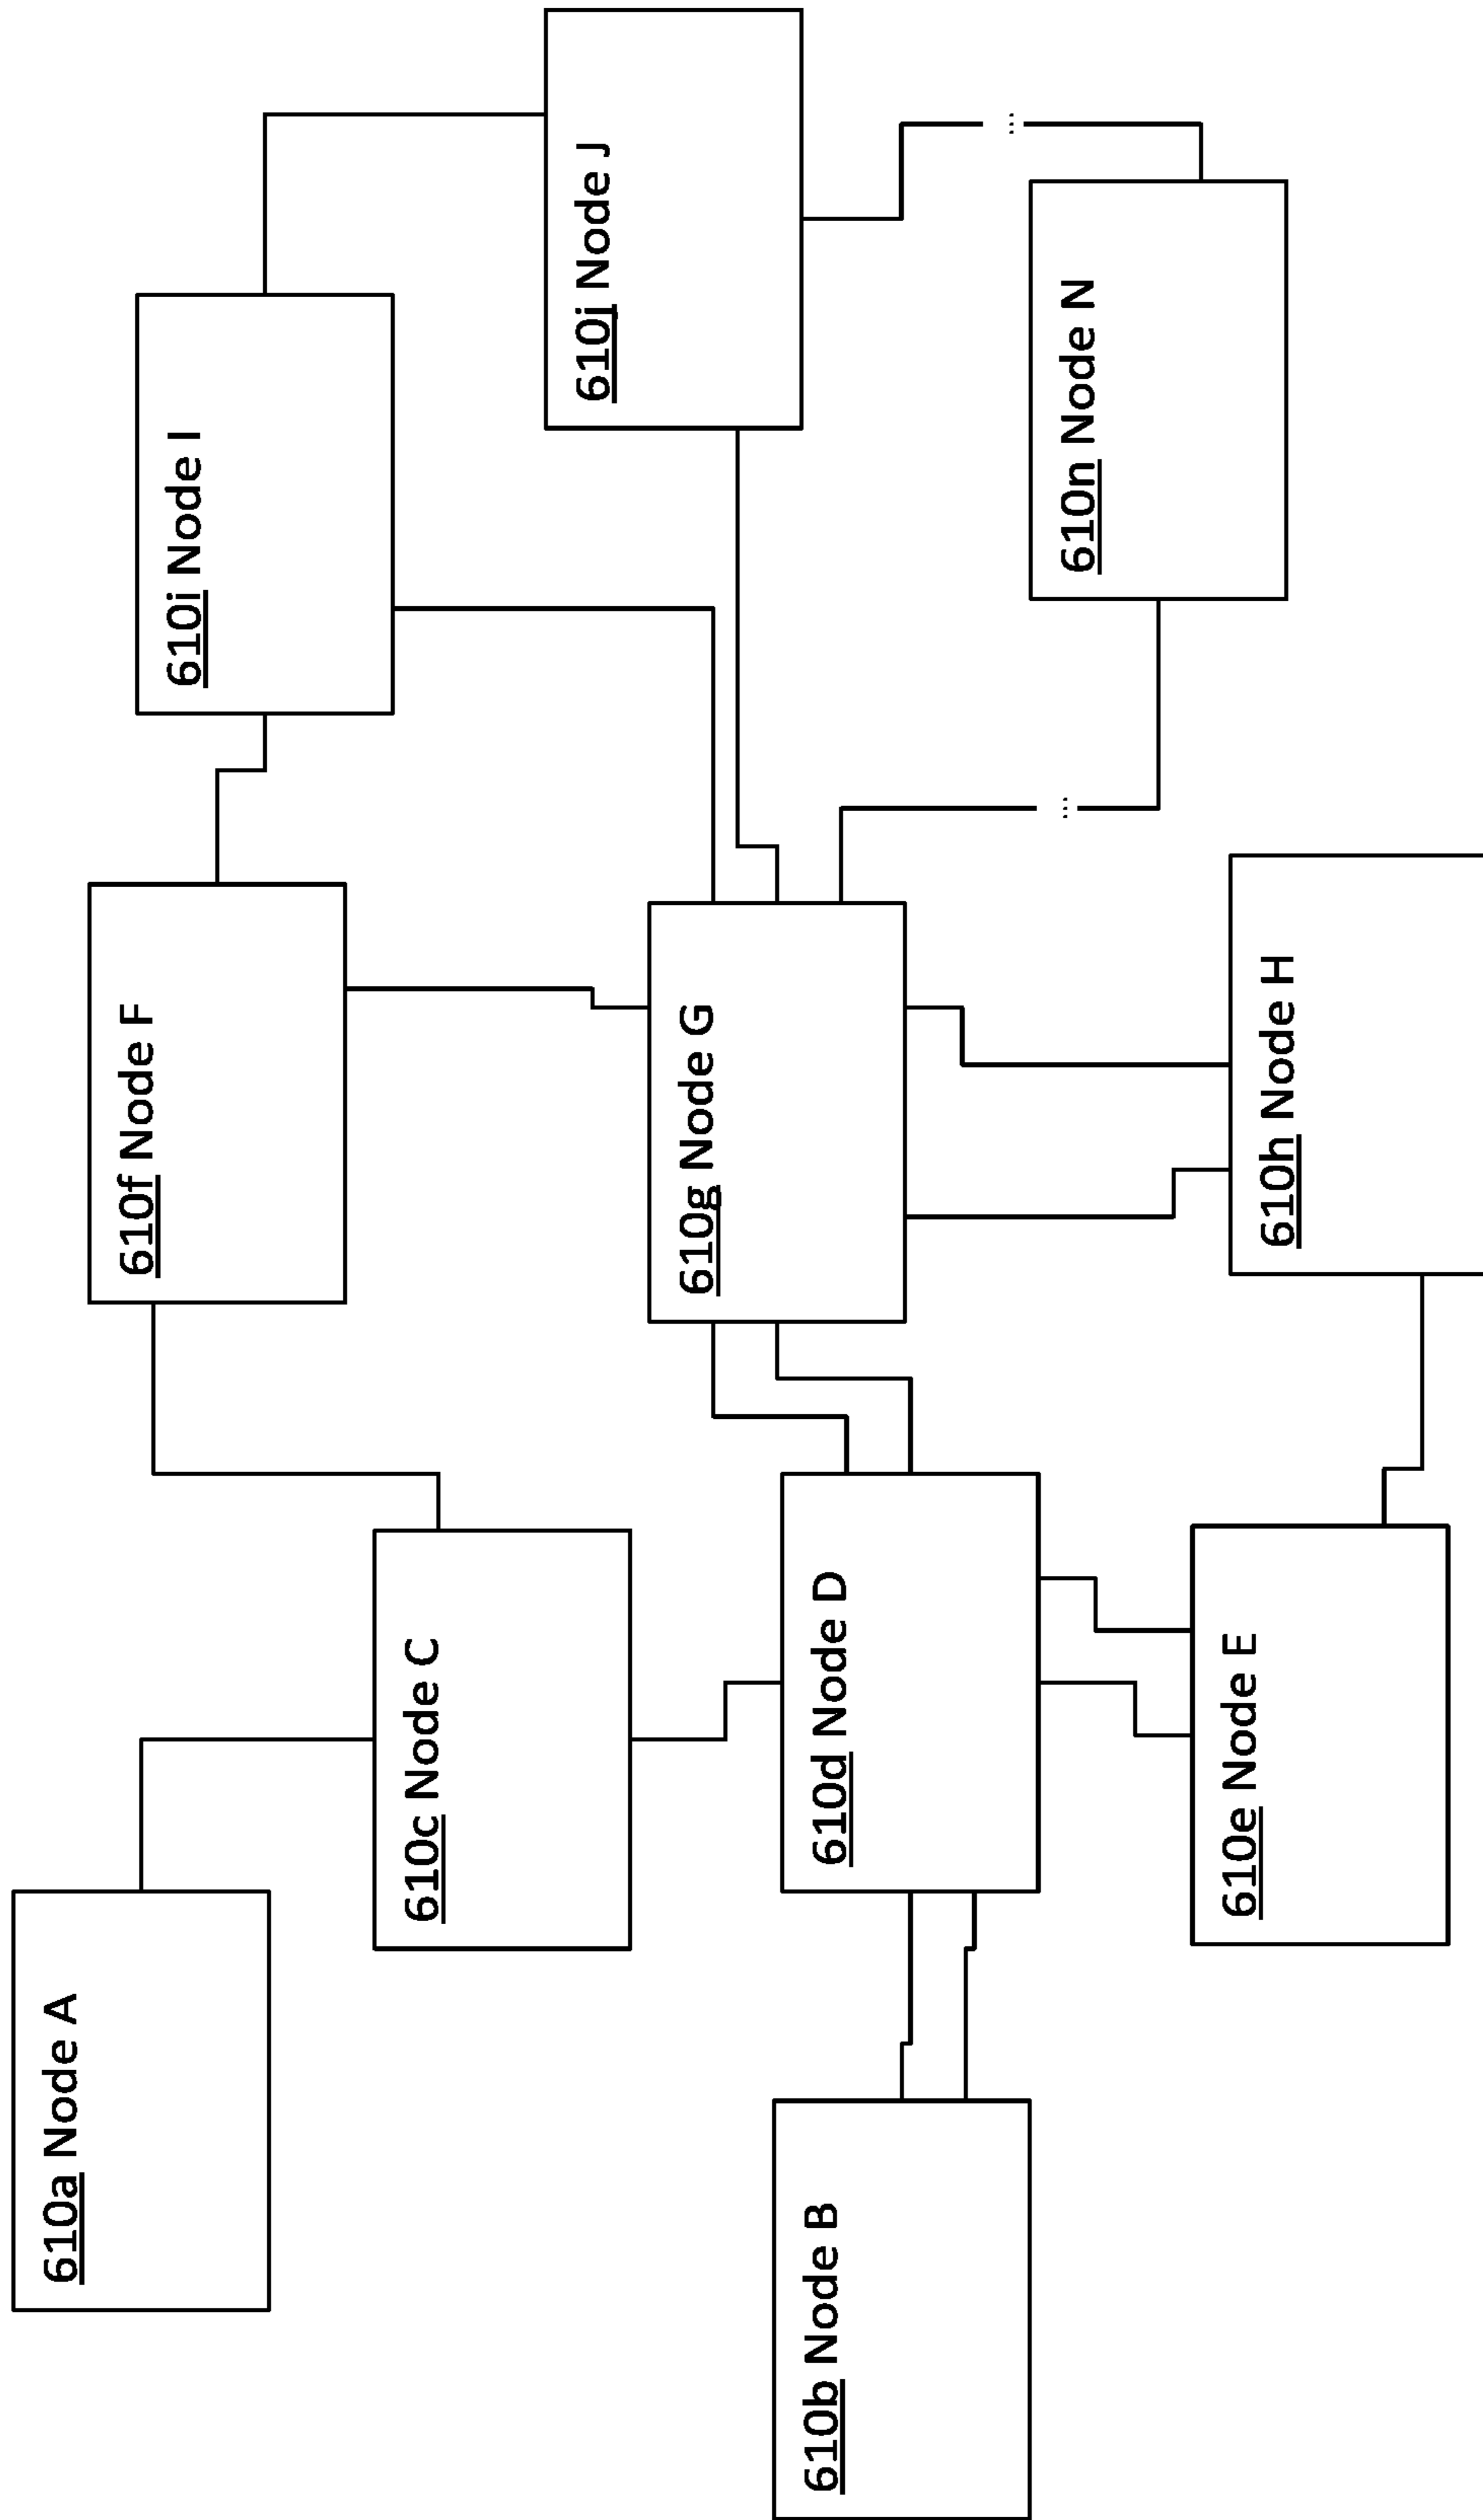 610a Node A
610b Node B
610c Node C
610d Node D
610e Node E
610f Node F
610g Node G
610h Node H
610i Node I
610j Node J
...
...
610n Node N